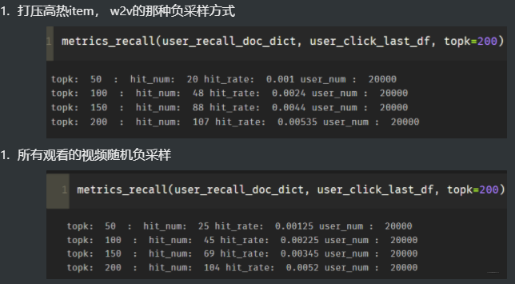 1. 打压高热item， w2v的那种负采样方式
1 metrics_recall(user_recall_doc_dict, user_click_last_df, topk=200)
topk: 50 : hit_num: 20 hit_rate: 0.001 user_num : 20000
topk: 100 : hit_num: 48 hit_rate: 0.0024 user_num : 20000
topk: 150 : hit_num: 88 hit_rate: 0.0044 user_num : 20000
topk: 200 : hit_num: 107 hit_rate: 0.00535 user_num : 20000
1. 所有观看的视频随机负采样
1 metrics_recall(user_recall_doc_dict, user_click_last_df, topk=200)
topk: 50 : hit_num: 25 hit_rate: 0.00125 user_num : 20000
topk: 100 : hit_num: 45 hit_rate: 0.00225 user_num : 20000
topk: 150 : hit_num: 69 hit_rate: 0.00345 user_num : 20000
topk: 200 : hit_num: 104 hit_rate: 0.0052 user_num : 20000